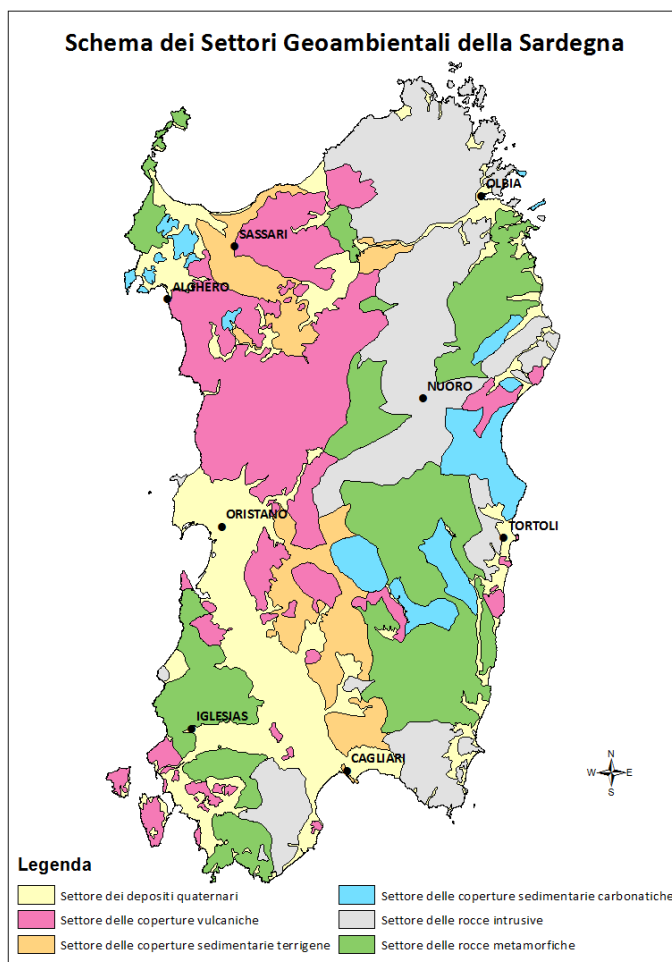 Schema dei Settori Geoambientali della Sardegna
OLBIA
SASSARI
ALGHERO
NUORO
ORISTANO
TORTOLI
IGLESIAS
CAGLIARI
N
W E
S
Legenda
Settore dei depositi quaternari
Settore delle coperture vulcaniche
Settore delle coperture sedimentarie terrigene
Settore delle coperture sedimentarie carbonatiche
Settore delle rocce intrusive
Settore delle rocce metamorfiche